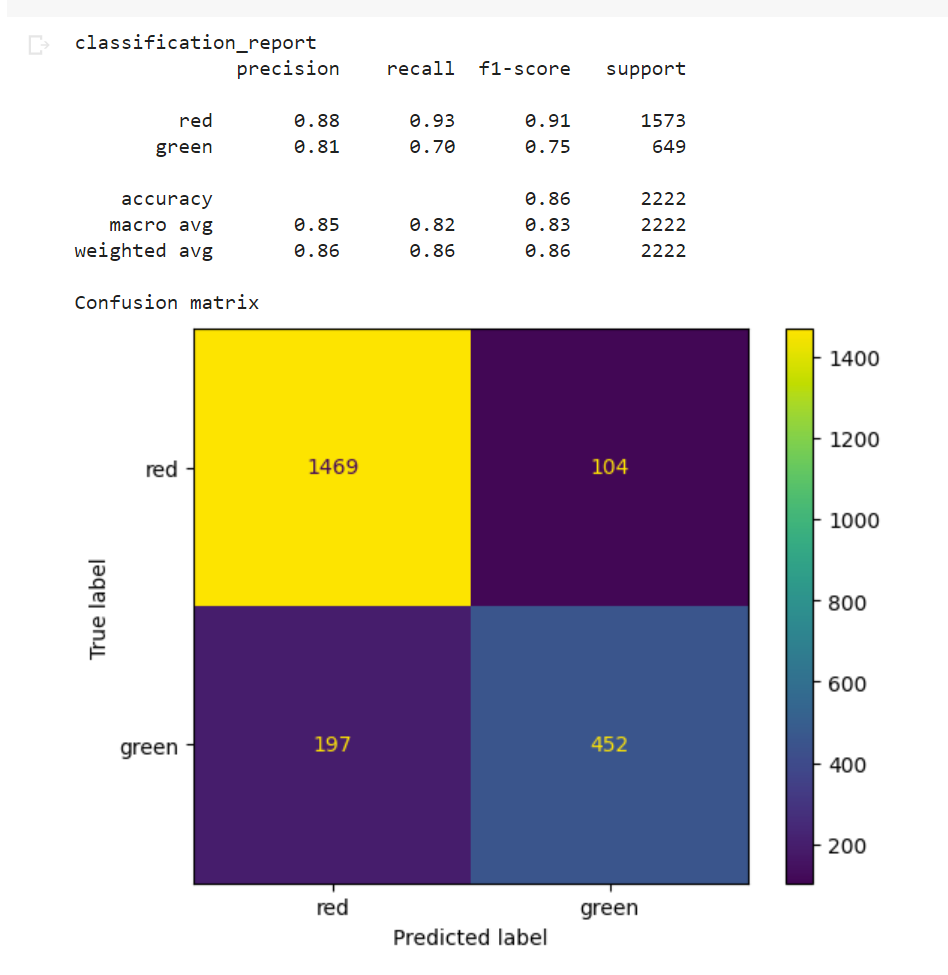 classification_report
precision recall f1-score support
red 0.88 0.93 0.91 1573
green 0.81 0.70 0.75 649
accuracy 0.86 2222
macro avg 0.85 0.82 0.83 2222
weighted avg 0.86 0.86 0.86 2222
Confusion matrix
1400
1200
1000
800
600
400
200
True label
red
1469 104
green
197 452
red green
Predicted label